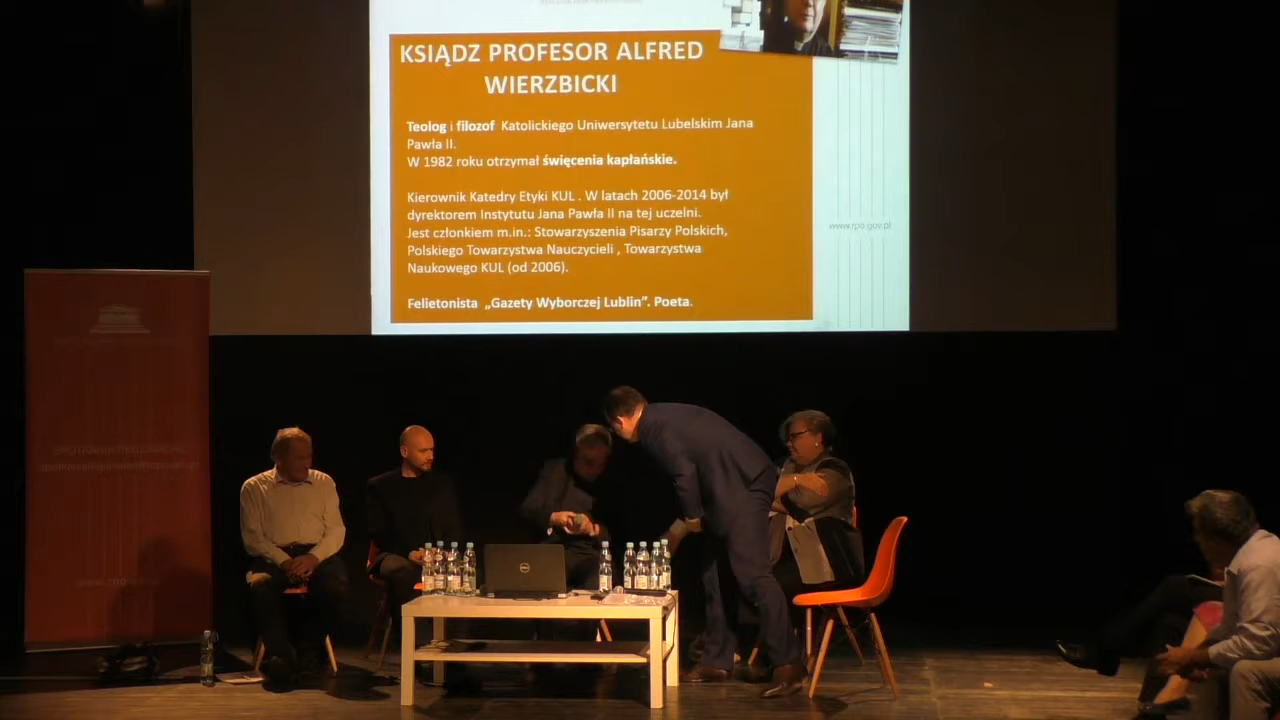 KSIĄDZ PROFESOR ALFRED
WIERZBICKI
Teolog i filozof Katolickiego Uniwersytetu Lubelskim Jana
Pawła II.
W 1982 roku otrzymał święcenia kapłańskie.
Kierownik Katedry Etyki KUL . W latach 2006-2014 był
dyrektorem Instytutu Jana Pawła II na tej uczelni.
Jest członkiem m.in.: Stowarzyszenia Pisarzy Polskich,
Polskiego Towarzystwa Nauczycieli , Towarzystwa
Naukowego KUL (od 2006).
Felietonista „Gazety Wyborczej Lublin”. Poeta.
www.rpo.gov.pl
DELL